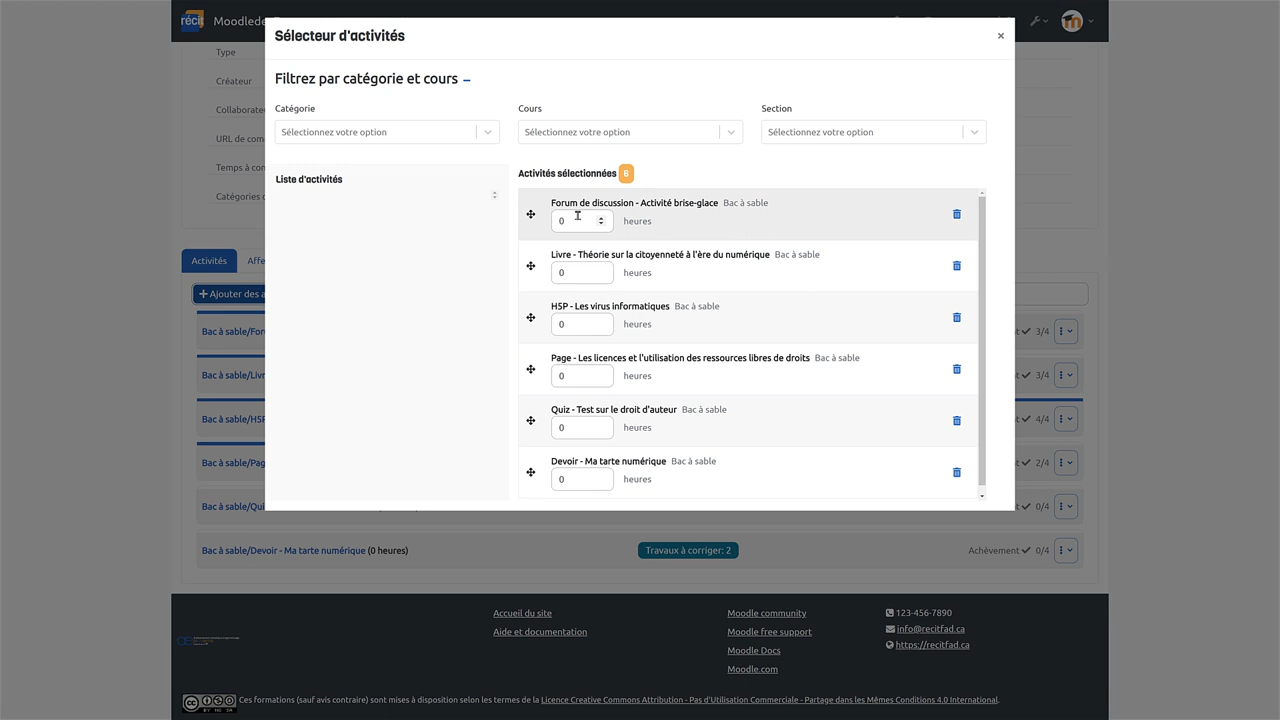 récit Moodlede
Sélecteur d'activités ×
Filtrez par catégorie et cours –
Catégorie Cours Section
Sélectionnez votre option Sélectionnez votre option Sélectionnez votre option
Liste d'activités
Activités sélectionnées 6
Forum de discussion - Activité brise-glace Bac à sable
0 heures
Livre - Théorie sur la citoyenneté à l'ère du numérique Bac à sable
0 heures
H5P - Les virus informatiques Bac à sable
0 heures
Page - Les licences et l'utilisation des ressources libres de droits Bac à sable
0 heures
Quiz - Test sur le droit d'auteur Bac à sable
0 heures
Devoir - Ma tarte numérique Bac à sable
0 heures
Type
Créateur
Collaborate
URL de com
Temps à con
Catégories d
Activités Affe
+ Ajouter des a
Bac à sable/For t 3/4
Bac à sable/Livr t 3/4
Bac à sable/H5P t 4/4
Bac à sable/Pag t 2/4
Bac à sable/Qui t 0/4
Bac à sable/Devoir - Ma tarte numérique (0 heures) Travaux à corriger: 2 Achèvement 0/4
Accueil du site
Aide et documentation
Moodle community
Moodle free support
Moodle Docs
Moodle.com
123-456-7890
info@recitfad.ca
https://recitfad.ca
Ces formations (sauf avis contraire) sont mises à disposition selon les termes de la Licence Creative Commons Attribution - Pas d'Utilisation Commerciale - Partage dans les Mêmes Conditions 4.0 International.
BY NC SA